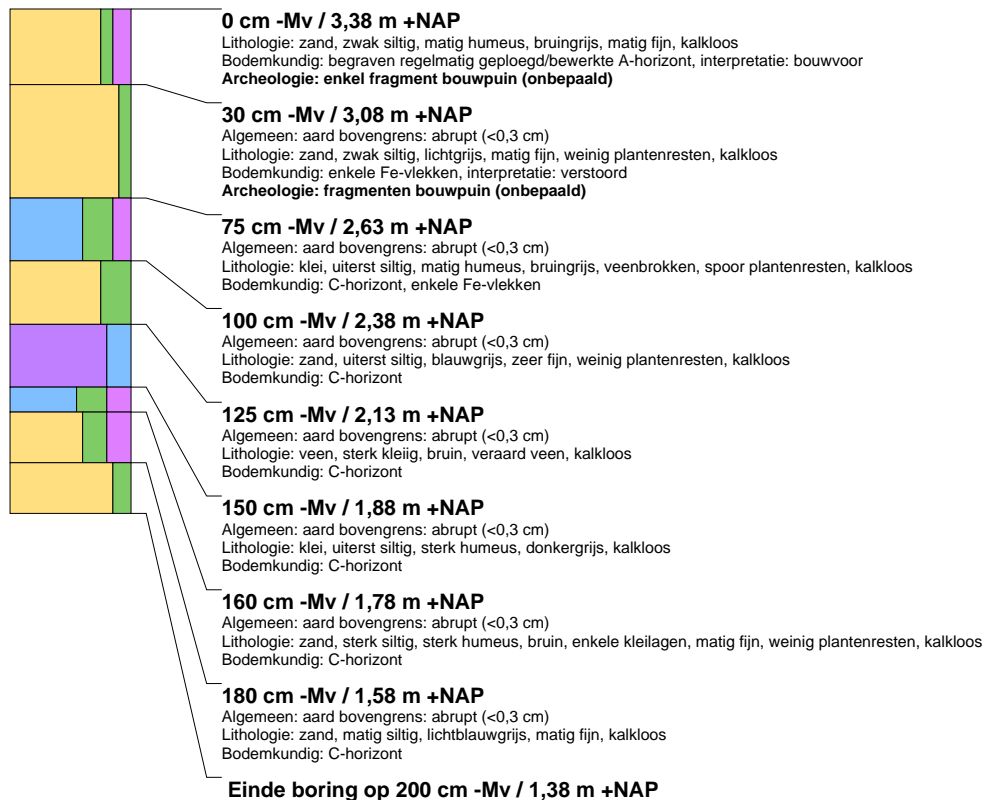 0 cm -Mv / 3,38 m +NAP
Lithologie: zand, zwak siltig, matig humeus, bruingrijs, matig fijn, kalkloos
Bodemkundig: begraven regelmatig geploegd/bewerkte A-horizont, interpretatie: bouwvoor
Archeologie: enkel fragment bouwpuin (onbepaald)
30 cm -Mv / 3,08 m +NAP
Algemeen: aard bovengrens: abrupt (<0,3 cm)
Lithologie: zand, zwak siltig, lichtgrijs, matig fijn, weinig plantenresten, kalkloos
Bodemkundig: enkele Fe-vlekken, interpretatie: verstoord
Archeologie: fragmenten bouwpuin (onbepaald)
75 cm -Mv / 2,63 m +NAP
Algemeen: aard bovengrens: abrupt (<0,3 cm)
Lithologie: klei, uiterst siltig, matig humeus, bruingrijs, veenbrokken, spoor plantenresten, kalkloos
Bodemkundig: C-horizont, enkele Fe-vlekken
100 cm -Mv / 2,38 m +NAP
Algemeen: aard bovengrens: abrupt (<0,3 cm)
Lithologie: zand, uiterst siltig, blauwgrijs, zeer fijn, weinig plantenresten, kalkloos
Bodemkundig: C-horizont
125 cm -Mv / 2,13 m +NAP
Algemeen: aard bovengrens: abrupt (<0,3 cm)
Lithologie: veen, sterk kleiig, bruin, veraard veen, kalkloos
Bodemkundig: C-horizont
150 cm -Mv / 1,88 m +NAP
Algemeen: aard bovengrens: abrupt (<0,3 cm)
Lithologie: klei, uiterst siltig, sterk humeus, donkergrijs, kalkloos
Bodemkundig: C-horizont
160 cm -Mv / 1,78 m +NAP
Algemeen: aard bovengrens: abrupt (<0,3 cm)
Lithologie: zand, sterk siltig, sterk humeus, bruin, enkele kleilagen, matig fijn, weinig plantenresten, kalkloos
Bodemkundig: C-horizont
180 cm -Mv / 1,58 m +NAP
Algemeen: aard bovengrens: abrupt (<0,3 cm)
Lithologie: zand, matig siltig, lichtblauwgrijs, matig fijn, kalkloos
Bodemkundig: C-horizont
Einde boring op 200 cm -Mv / 1,38 m +NAP